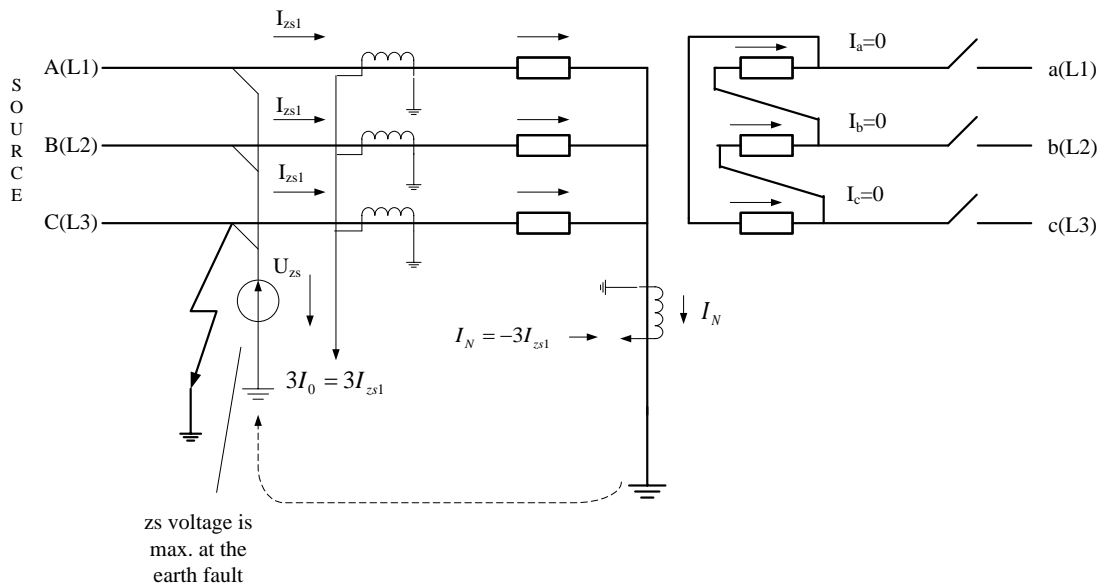 SOURCE
A(L1)
B(L2)
C(L3)
I_zs1
I_zs1
I_zs1
U_zs
3I_0 = 3I_zs1
I_N = -3I_zs1
I_N
I_a=0
I_b=0
I_c=0
a(L1)
b(L2)
c(L3)
zs voltage is
max. at the
earth fault